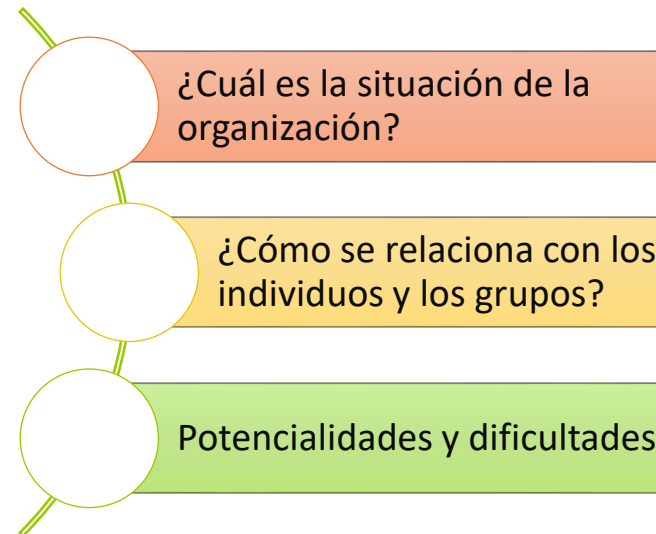 ¿Cuál es la situación de la
organización?
¿Cómo se relaciona con los
individuos y los grupos?
Potencialidades y dificultades